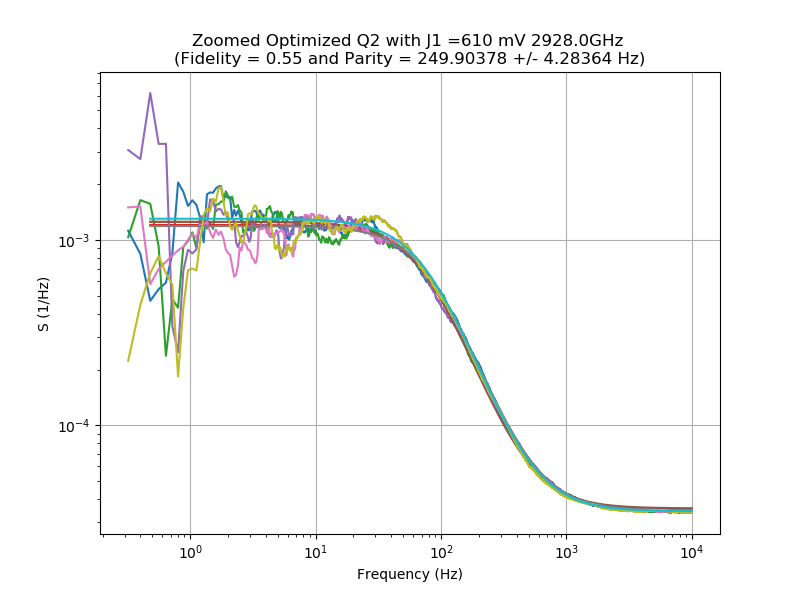 Zoomed Optimized Q2 with J1 =610 mV 2928.0GHz
(Fidelity = 0.55 and Parity = 249.90378 +/- 4.28364 Hz)
S (1/Hz)
10⁻³
10⁻⁴
10⁰ 10¹ 10² 10³ 10⁴
Frequency (Hz)